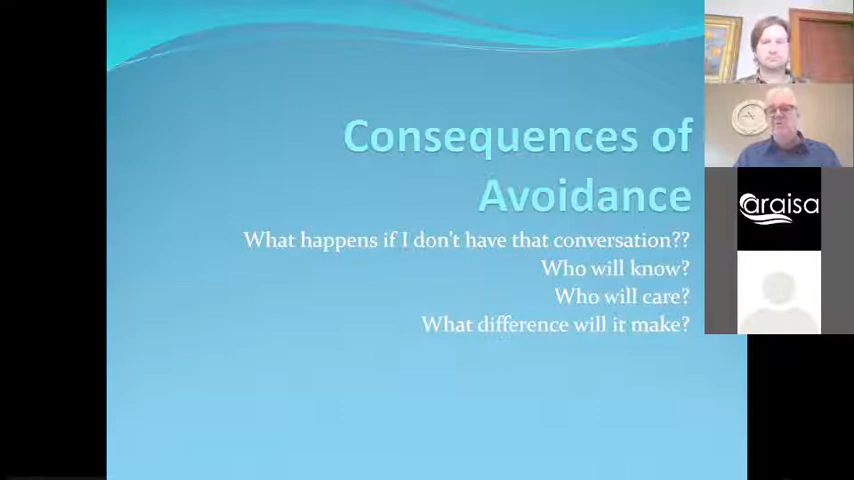 Consequences of
Avoidance
What happens if I don't have that conversation??
Who will know?
Who will care?
What difference will it make?
araisa